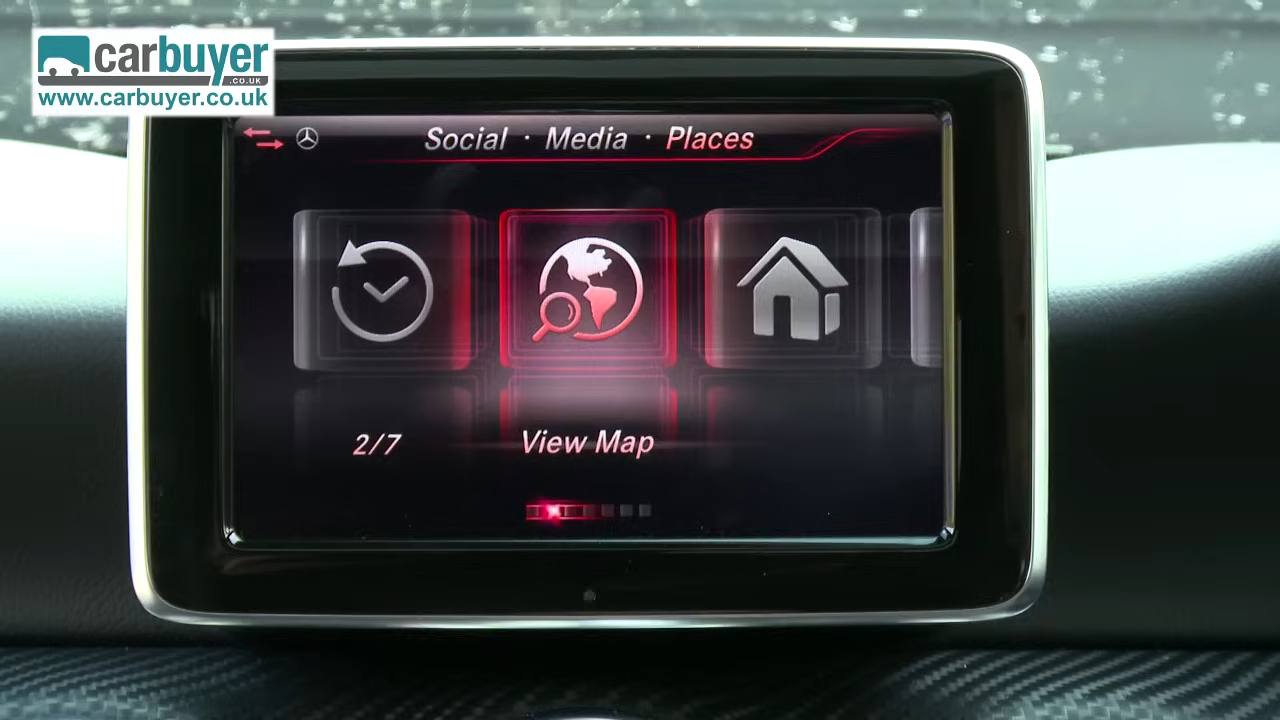 carbuyer
.CO.UK
www.carbuyer.co.uk
Social · Media · Places
2/7
View Map